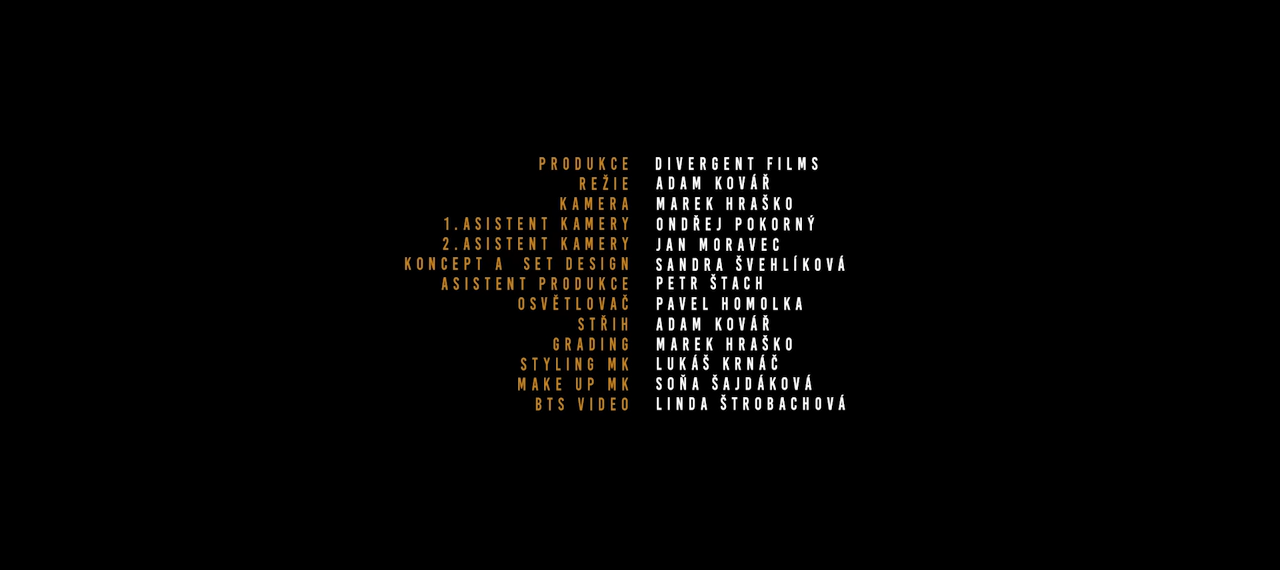 PRODUKCE DIVERGENT FILMS
REŽIE ADAM KOVÁŘ
KAMERA MAREK HRAŠKO
1.ASISTENT KAMERY ONDŘEJ POKORNÝ
2.ASISTENT KAMERY JAN MORAVEC
KONCEPT A SET DESIGN SANDRA ŠVEHLÍKOVÁ
ASISTENT PRODUKCE PETR ŠTACH
OSVĚTLOVAČ PAVEL HOMOLKA
STŘIH ADAM KOVÁŘ
GRADING MAREK HRAŠKO
STYLING MK LUKÁŠ KRNÁČ
MAKE UP MK SOŇA ŠAJDÁKOVÁ
BTS VIDEO LINDA ŠTROBACHOVÁ